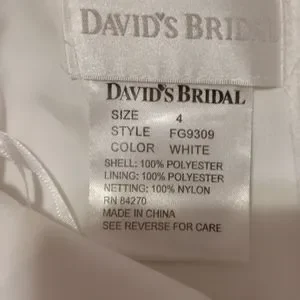 DAVID'S BRIDAL
DAVID'S BRIDAL
SIZE 4
STYLE FG9309
COLOR WHITE
SHELL: 100% POLYESTER
LINING: 100% POLYESTER
NETTING: 100% NYLON
RN 84270
MADE IN CHINA
SEE REVERSE FOR CARE